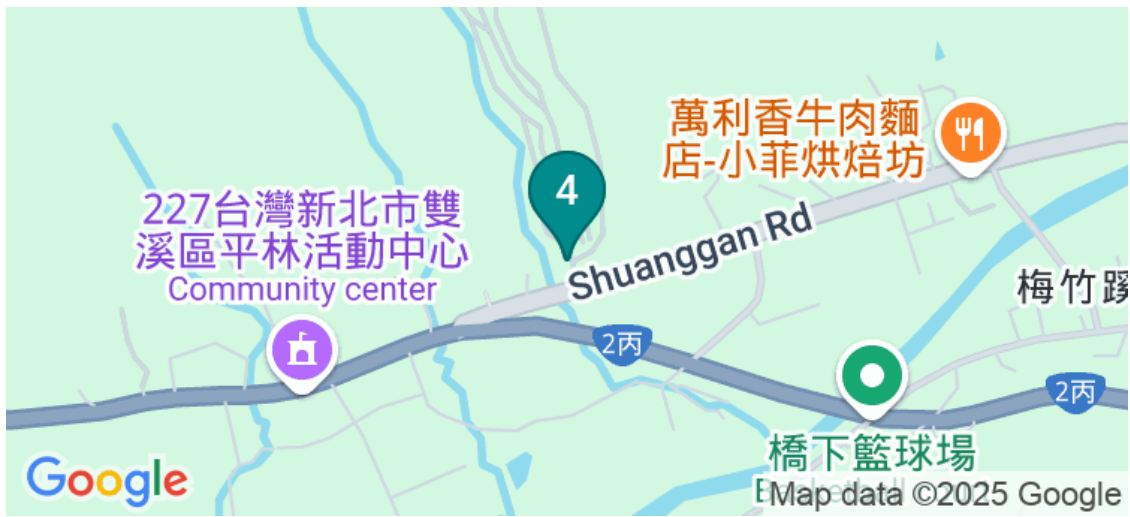 萬利香牛肉麵
店-小菲烘焙坊
4
227台灣新北市雙
溪區平林活動中心
Community center
Shuanggan Rd
梅竹蹊
2丙
2丙
橋下籃球場
Google
Map data ©2025 Google